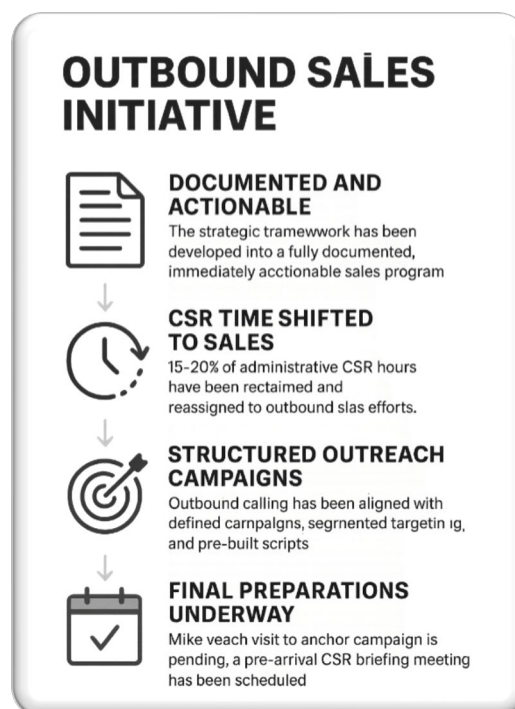 OUTBOUND SALES
INITIATIVE
DOCUMENTED AND
ACTIONABLE
The strategic tramewwork has been
developed into a fully documented,
immediately acctionable sales program
CSR TIME SHIFTED
TO SALES
15-20% of administrative CSR hours
have been rectaimed and
reassigned to outbound slas efforts.
STRUCTURED OUTREACH
CAMPAIGNS
Outbound calling has been aligned with
defined carnpalgns, segrnented targetin ıg,
and pre-built scripts
FINAL PREPARATIONS
UNDERWAY
Mike veach visit to anchor campaign is
pending, a pre-arrival CSR briefing meeting
has been scheduled